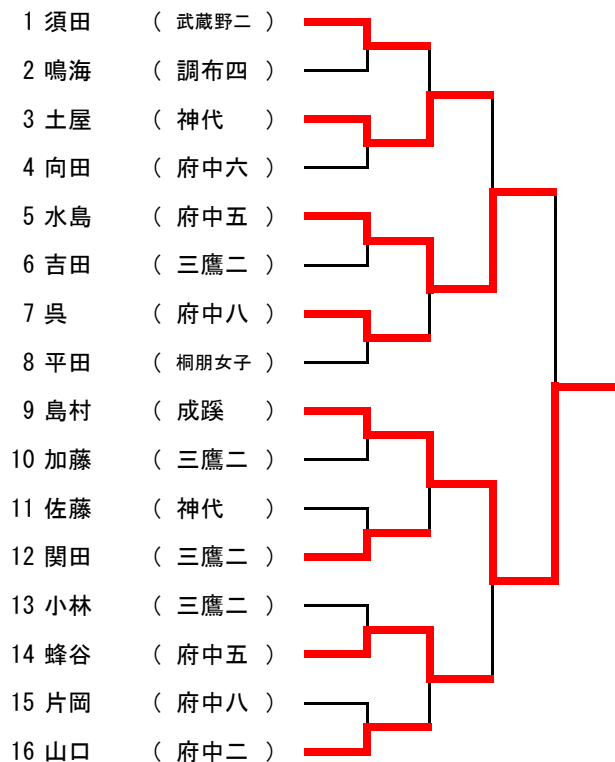 1 須田 ( 武蔵野二 )
2 鳴海 ( 調布四 )
3 土屋 ( 神代 )
4 向田 ( 府中六 )
5 水島 ( 府中五 )
6 吉田 ( 三鷹二 )
7 呉 ( 府中八 )
8 平田 ( 桐朋女子 )
9 島村 ( 成蹊 )
10 加藤 ( 三鷹二 )
11 佐藤 ( 神代 )
12 関田 ( 三鷹二 )
13 小林 ( 三鷹二 )
14 蜂谷 ( 府中五 )
15 片岡 ( 府中八 )
16 山口 ( 府中二 )